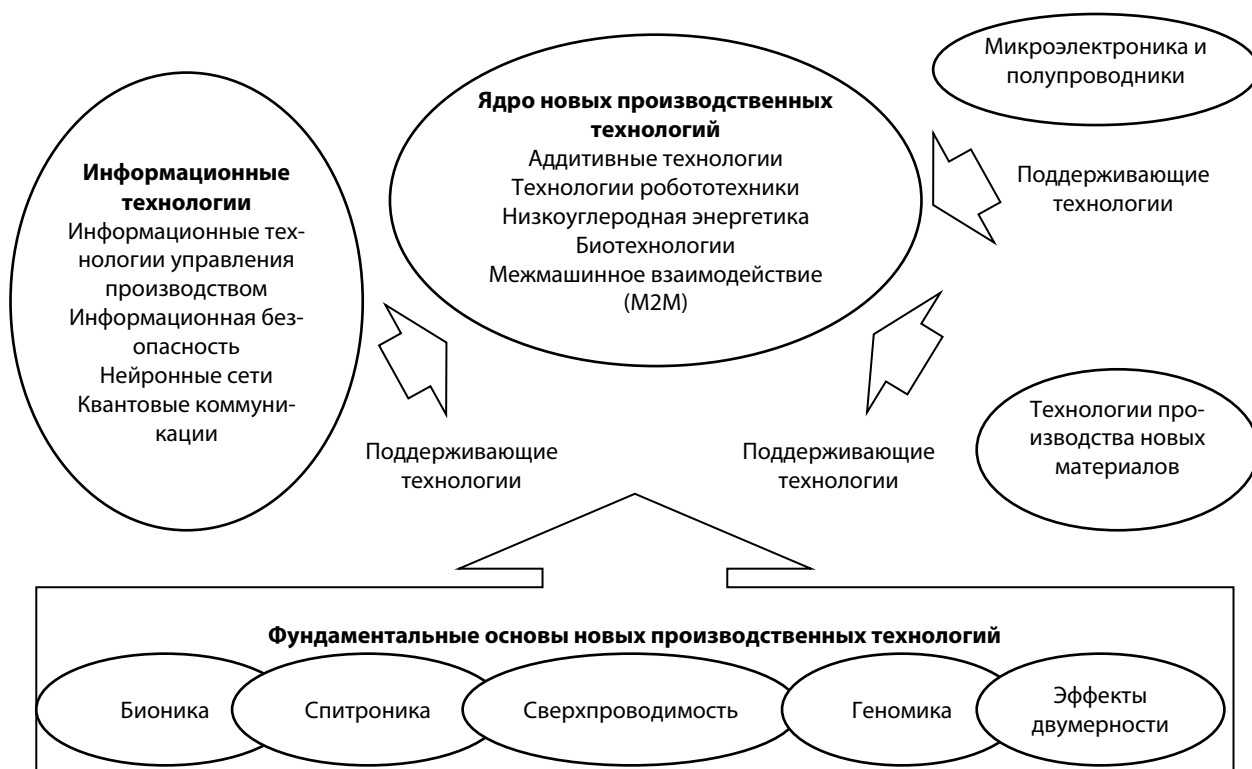 Микроэлектроника и
полупроводники
Ядро новых производственных
технологий
Аддитивные технологии
Технологии робототехники
Низкоуглеродная энергетика
Биотехнологии
Межмашинное взаимодействие
(M2M)
Информационные
технологии
Информационные тех-
нологии управления
производством
Информационная без-
опасность
Нейронные сети
Квантовые коммуни-
кации
Поддерживающие
технологии
Технологии про-
изводства новых
материалов
Поддерживающие
технологии
Поддерживающие
технологии
Фундаментальные основы новых производственных технологий
Бионика
Спитроника
Сверхпроводимость
Геномика
Эффекты
двумерности